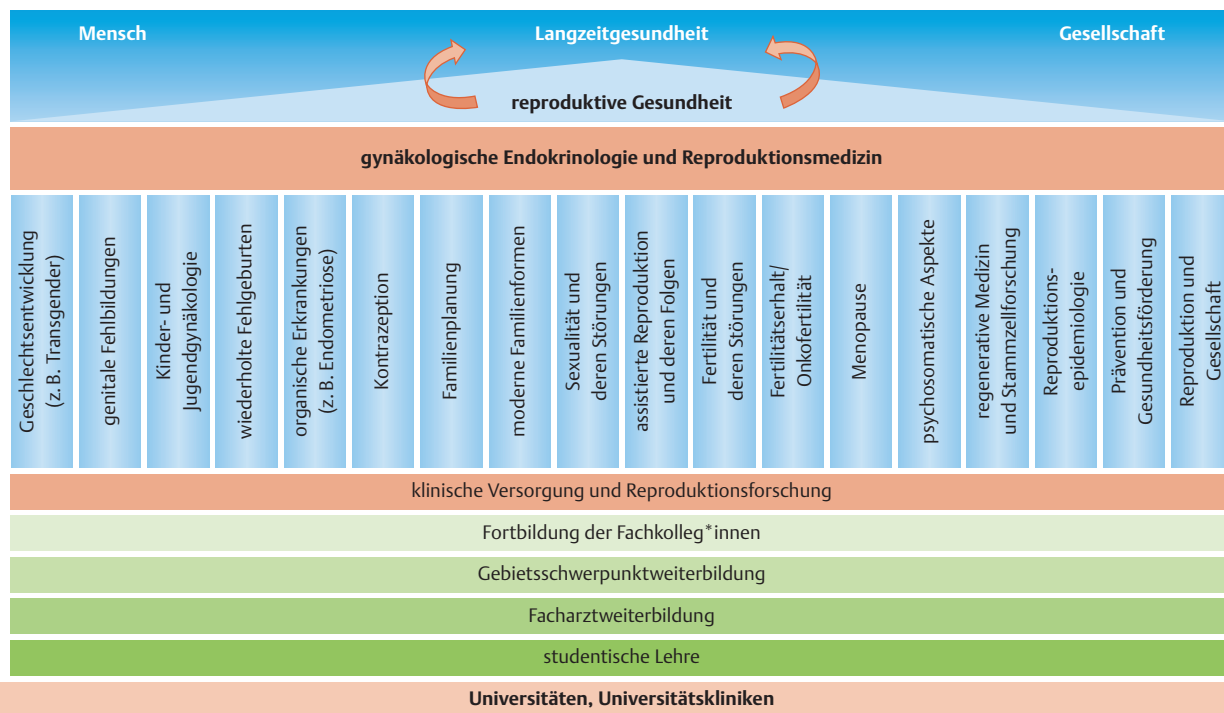 Mensch
Langzeitgesundheit
Gesellschaft
reproduktive Gesundheit
gynäkologische Endokrinologie und Reproduktionsmedizin
Geschlechtsentwicklung
(z. B. Transgender)
genitale Fehlbildungen
Kinder- und
Jugendgynäkologie
wiederholte Fehlgeburten
organische Erkrankungen
(z. B. Endometriose)
Kontrazeption
Familienplanung
moderne Familienformen
Sexualität und
deren Störungen
assistierte Reproduktion
und deren Folgen
Fertilität und
deren Störungen
Fertilitätserhalt/
Onkofertilität
Menopause
psychosomatische Aspekte
regenerative Medizin
und Stammzellforschung
Reproduktions-
epidemiologie
Prävention und
Gesundheitsförderung
Reproduktion und
Gesellschaft
klinische Versorgung und Reproduktionsforschung
Fortbildung der Fachkolleg*innen
Gebietsschwerpunktweiterbildung
Facharztweiterbildung
studentische Lehre
Universitäten, Universitätskliniken